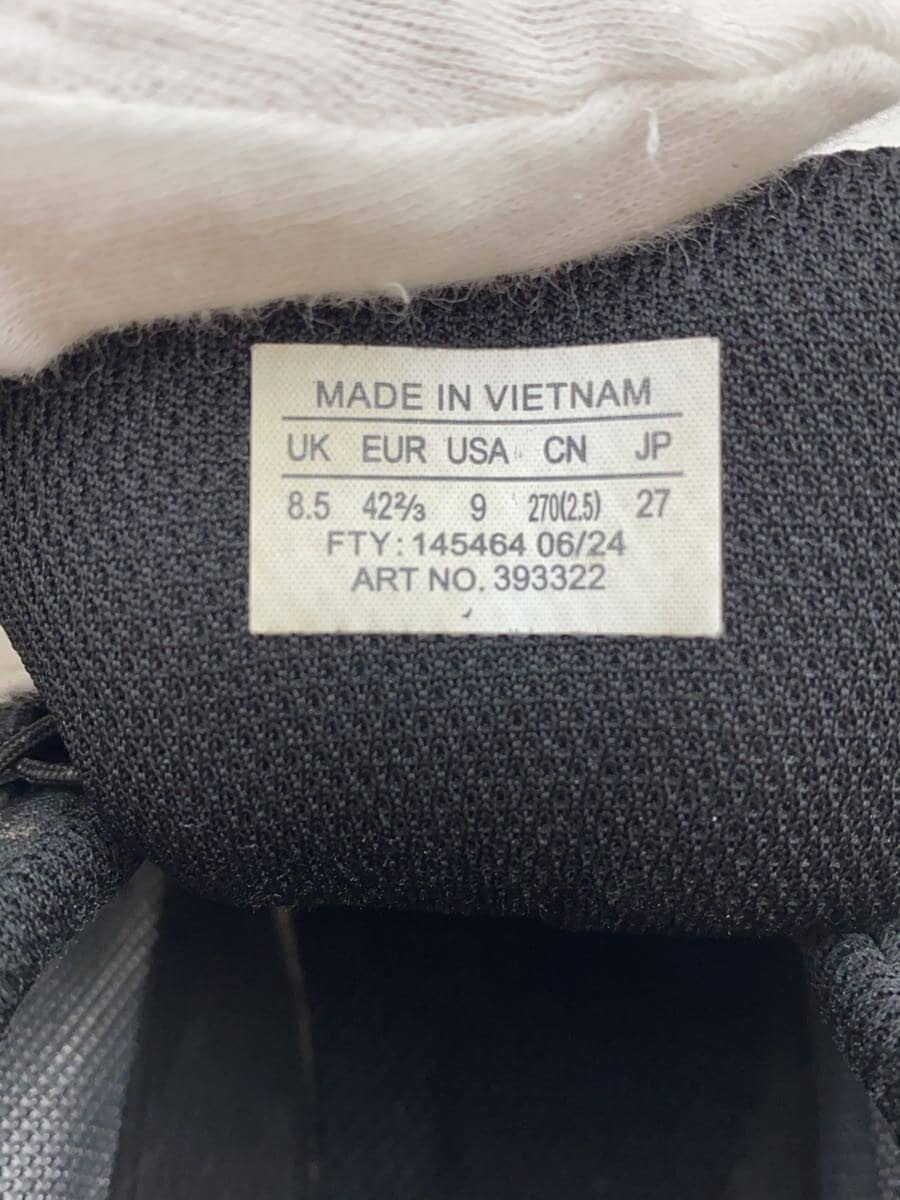 MADE IN VIETNAM
UK EUR USA CN JP
8.5 42⅔ 9 270(2.5) 27
FTY: 145464 06/24
ART NO. 393322